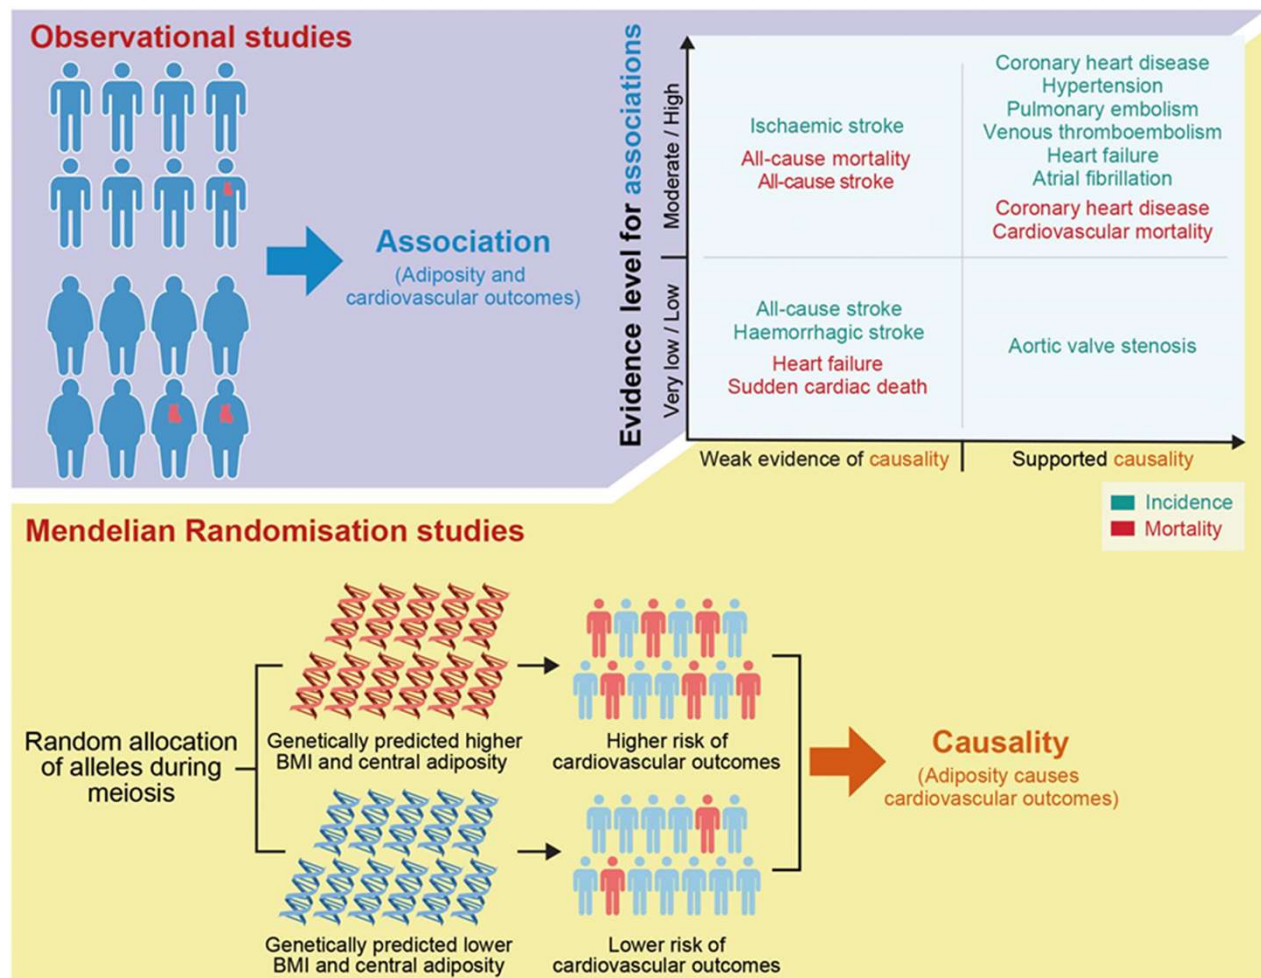 Observational studies
Association
(Adiposity and
cardiovascular outcomes)
Evidence level for associations
Moderate / High
Very low / Low
Ischaemic stroke
All-cause mortality
All-cause stroke
Coronary heart disease
Hypertension
Pulmonary embolism
Venous thromboembolism
Heart failure
Atrial fibrillation
Coronary heart disease
Cardiovascular mortality
All-cause stroke
Haemorrhagic stroke
Heart failure
Sudden cardiac death
Aortic valve stenosis
Weak evidence of causality
Supported causality
Incidence
Mortality
Mendelian Randomisation studies
Random allocation
of alleles during
meiosis
Genetically predicted higher
BMI and central adiposity
Higher risk of
cardiovascular outcomes
Genetically predicted lower
BMI and central adiposity
Lower risk of
cardiovascular outcomes
Causality
(Adiposity causes
cardiovascular outcomes)